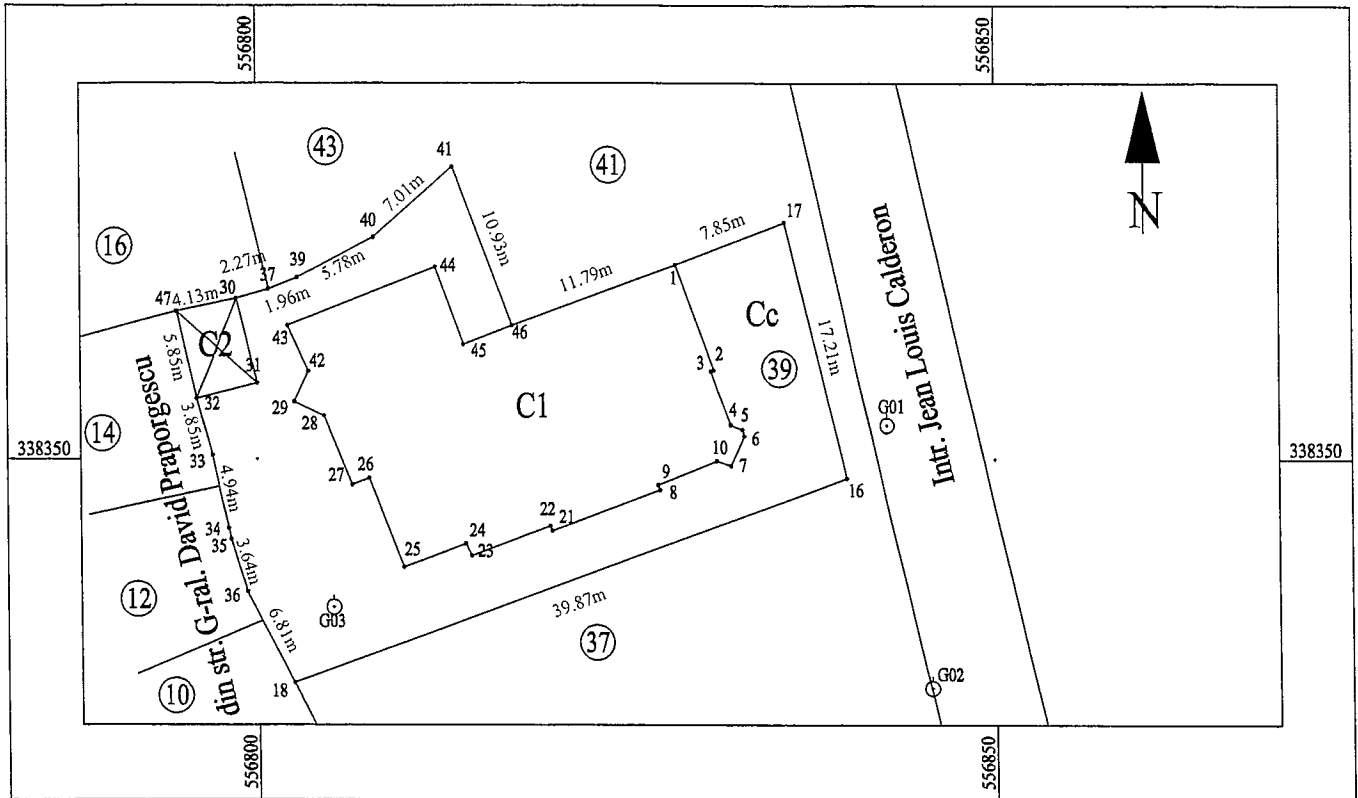 556800
556850
43
41
41
16
40
7.01m
10.93m
17
7.85m
N
2.27m
37
39
5.78m
44
1
11.79m
47
4.13m
30
1.96m
46
Cc
C2
43
45
5.85m
31
42
3
2
39
17.21m
32
29
28
C1
4
5
6
G01
Intr. Jean Louis Calderon
14
3.85m
33
338350
338350
4.94m
27
26
10
7
9
8
16
34
35
22
21
24
23
25
3.64m
36
12
G03
39.87m
6.81m
37
18
10
din str. G-ral. David Praporgescu
G02
556800
556850